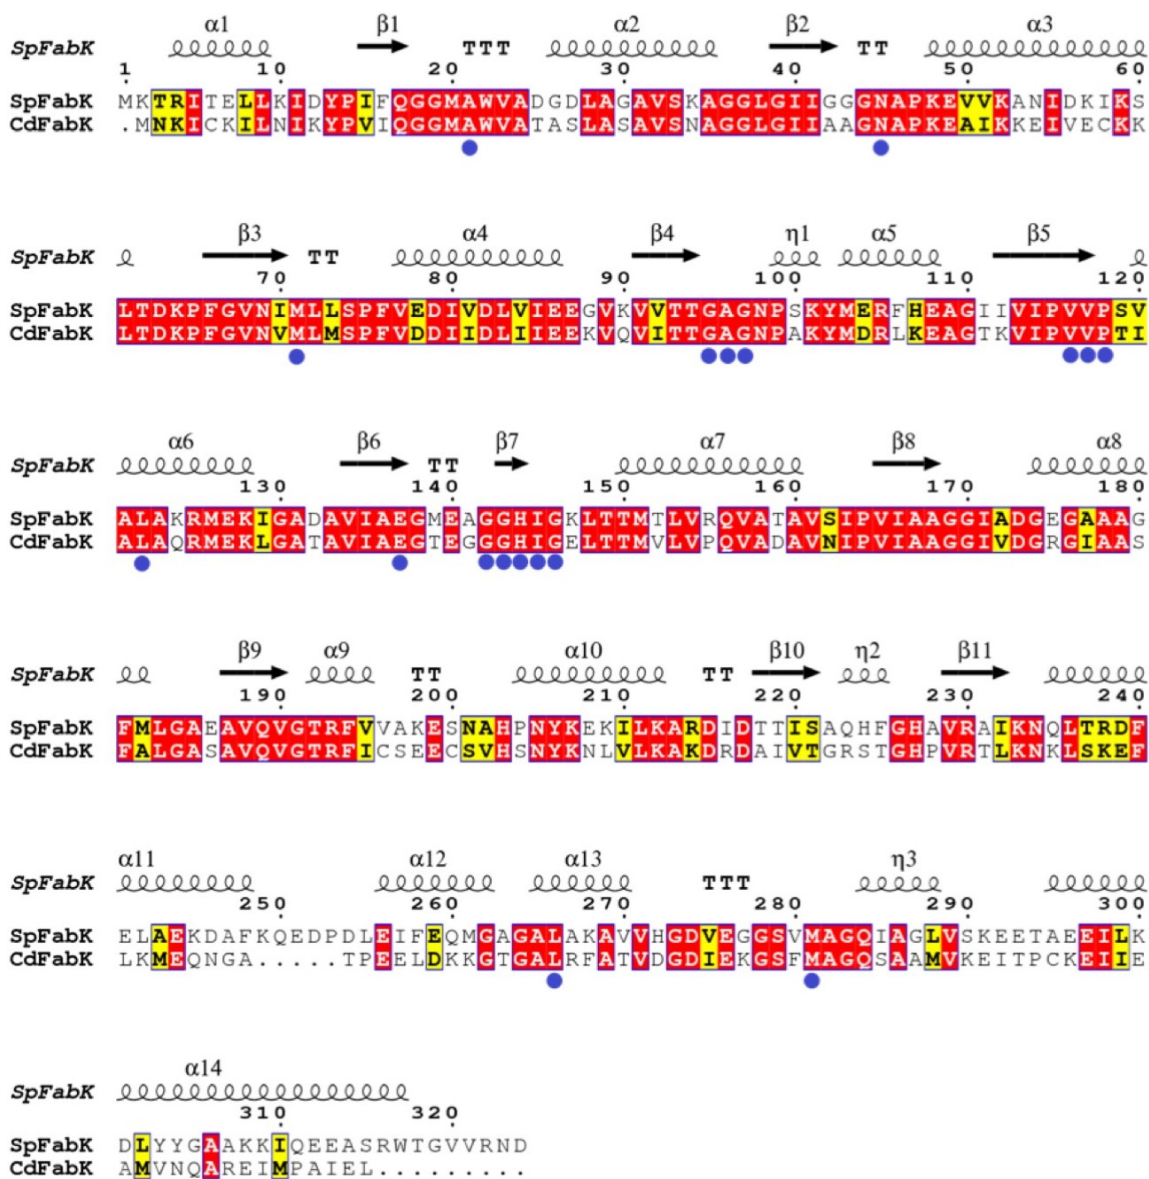 α1 β1 α2 β2 α3
SpFabK TTT TT
1 10 20 30 40 50 60
SpFabK MKTRITELLKIDYPIFQGGMAWVADGDLAGAVSKAGGLGIIGGGNAPKEVVKANIDKIKS
CdFabK .MNKICKILNIKYPVIQGGMAWVATASLASAVSNAGGLGIIAAGNAPKEAIKKEIVECKK
β3 α4 β4 η1 α5 β5
SpFabK TT
70 80 90 100 110 120
SpFabK LTDKPFGVNIMLLSPFVEDIVDLVIEEGVKVVTTGAGNPSKYMERFHEAGIIVIPVVPSV
CdFabK LTDKPFGVNVMLMSPFVDDIIDLIIEEKVQVITTGAGNPAKYMDRLKEAGTKVIPVVPTI
α6 β6 β7 α7 β8 α8
SpFabK TT
130 140 150 160 170 180
SpFabK ALAKRMEKIGADAVIAEGMEAGGHIGKLTTMTLVRQVATAVSIPVIAAGGIADGEGAAAG
CdFabK ALAQRMEKLGATAVIAEGTEGGGHIGELTTMVLVPQVADAVNIPVIAAGGIVDGRGIAAS
β9 α9 α10 β10 η2 β11
SpFabK TT TT
190 200 210 220 230 240
SpFabK FMLGAEAVQVGTRFVVAKESNAHPNYKEKILKARDIDTTISAQHFGHAVRAIKNQLTRDF
CdFabK FALGASAVQVGTRFICSEECSVHSNYKNLVLKAKDRDAIVTGRSTGHPVRTLKNKLSKEF
α11 α12 α13 η3
SpFabK TTT
250 260 270 280 290 300
SpFabK ELAEKDAFKQEDPDLEIFEQMGAGALAKAVVHGDVEGGSVMAGQIAGLVSKEETAEEILK
CdFabK LKMEQNGA.....TPEELDKKGTGALRFATVDGDIEKGSFMAGQSAAMVKEITPCKEIIE
α14
SpFabK
310 320
SpFabK DLYYGAAKKIQEEASRWTGVVRND
CdFabK AMVNQAREIMPAIEL.........